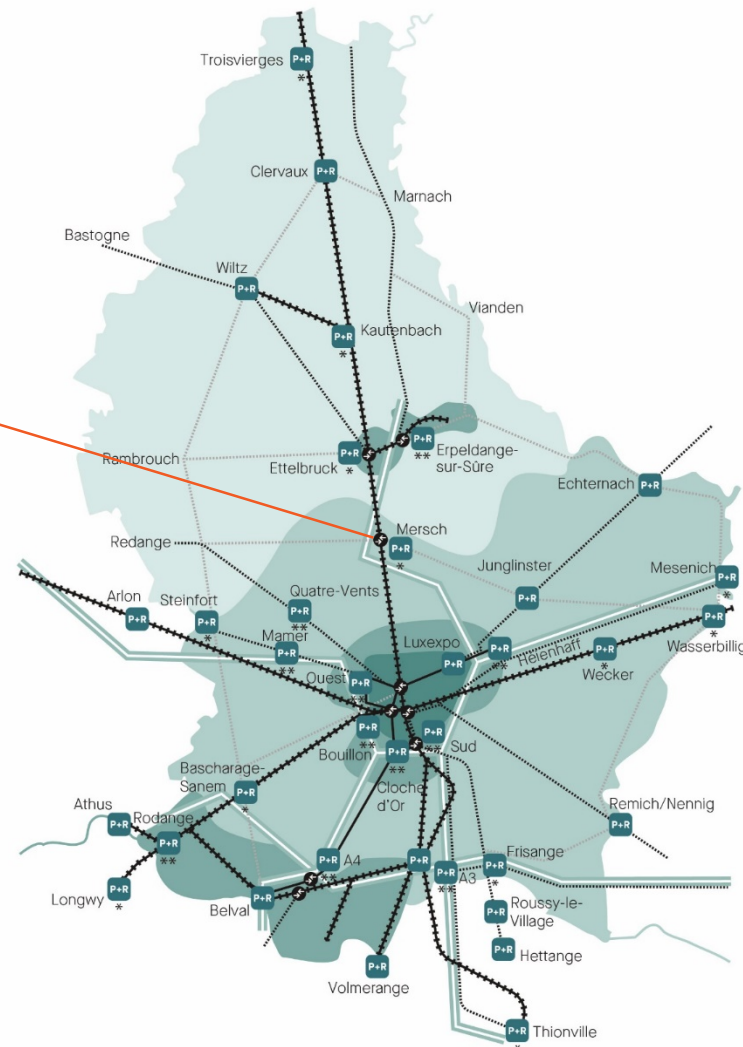 Troisvierges
P+R
*
Clervaux
P+R
Marnach
Bastogne
Wiltz
P+R
Vianden
P+R
Kautenbach
*
Rambrouch
P+R
Ettelbruck
*
P+R
**
Erpeldange-
sur-Sûre
Echternach
P+R
Mersch
P+R
*
Redange
Junglinster
P+R
Mesenich
P+R
*
Arlon
P+R
Steinfort
P+R
*
Quatre-Vents
P+R
**
Mamer
P+R
**
Luxexpo
P+R
P+R
**
Helenhaff
P+R
Wecker
*
P+R
Wasserbillig
*
Ouest
P+R
**
P+R
Bouillon
**
P+R
Sud
**
P+R
**
Cloche
d'Or
Bascharage-
Sanem
P+R
*
Athus
P+R
Rodange
P+R
**
Longwy
P+R
*
P+R
Remich/Nennig
P+R
A4
**
P+R
P+R
A3
**
Frisange
P+R
*
Belval
P+R
P+R
Roussy-le-
Village
P+R
Hettange
P+R
Volmerange
P+R
Thionville
*